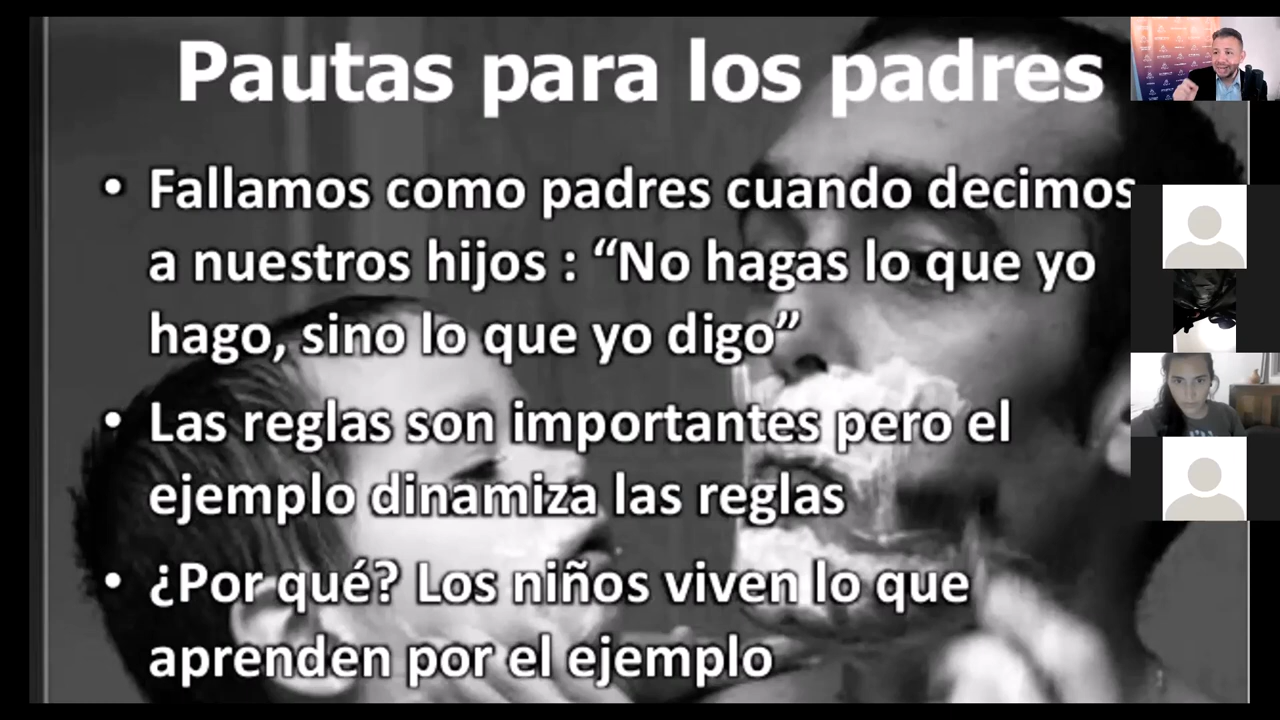 Pautas para los padres
• Fallamos como padres cuando decimos
a nuestros hijos : “No hagas lo que yo
hago, sino lo que yo digo”
• Las reglas son importantes pero el
ejemplo dinamiza las reglas
• ¿Por qué? Los niños viven lo que
aprenden por el ejemplo